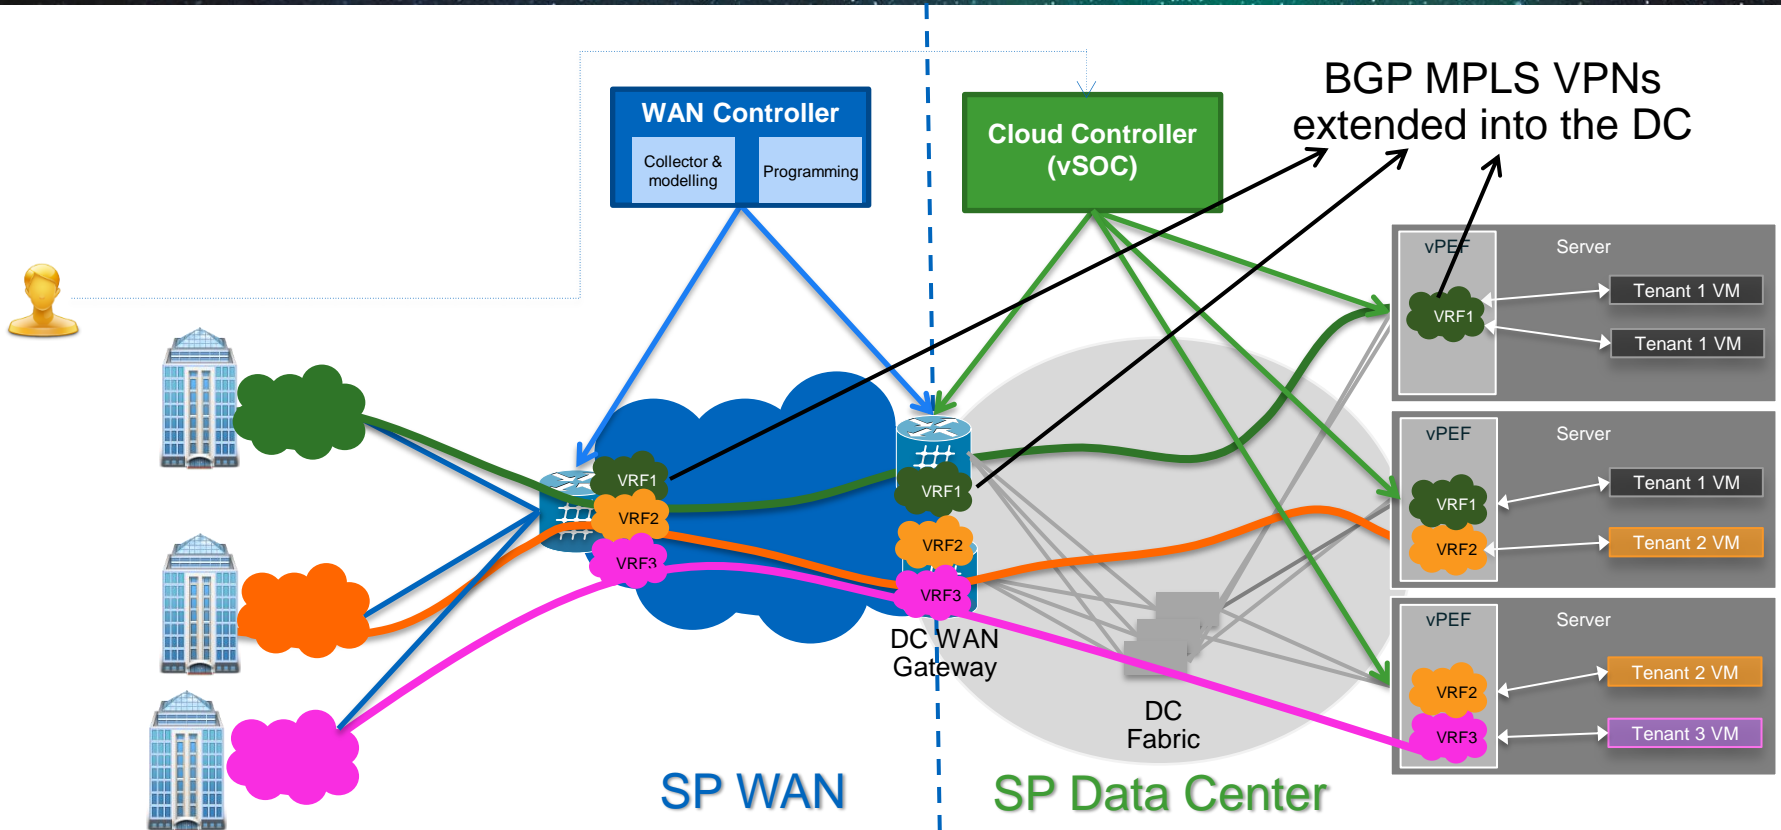 BGP MPLS VPNs
extended into the DC
WAN Controller
Collector &
modelling
Programming
Cloud Controller
(vSOC)
vPEF
Server
VRF1
Tenant 1 VM
Tenant 1 VM
vPEF
Server
VRF1
Tenant 1 VM
VRF2
Tenant 2 VM
vPEF
Server
VRF2
Tenant 2 VM
VRF3
Tenant 3 VM
VRF1
VRF2
VRF3
VRF1
VRF2
VRF3
DC WAN
Gateway
DC
Fabric
SP WAN
SP Data Center